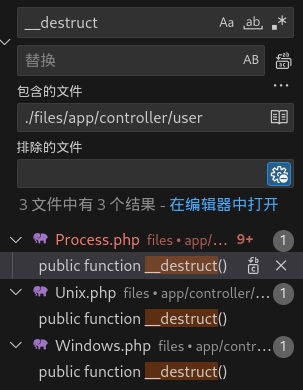 __destruct
Aa ab .*
替换 AB
包含的文件
./files/app/controller/user
排除的文件
3 文件中有 3 个结果 - 在编辑器中打开
Process.php files • app/... 9+ 1
public function __destruct()
Unix.php files • app/controller/... 1
public function __destruct()
Windows.php files • app/contr... 1
public function __destruct()